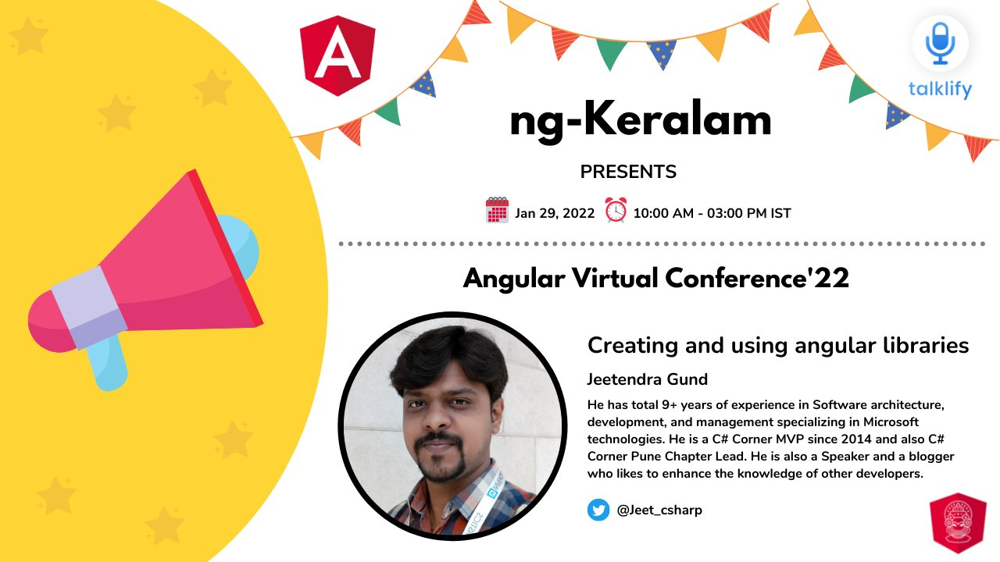 A
talklify
ng-Keralam
PRESENTS
Jan 29, 2022 10:00 AM - 03:00 PM IST
Angular Virtual Conference'22
Creating and using angular libraries
Jeetendra Gund
He has total 9+ years of experience in Software architecture,
development, and management specializing in Microsoft
technologies. He is a C# Corner MVP since 2014 and also C#
Corner Pune Chapter Lead. He is also a Speaker and a blogger
who likes to enhance the knowledge of other developers.
@Jeet_csharp